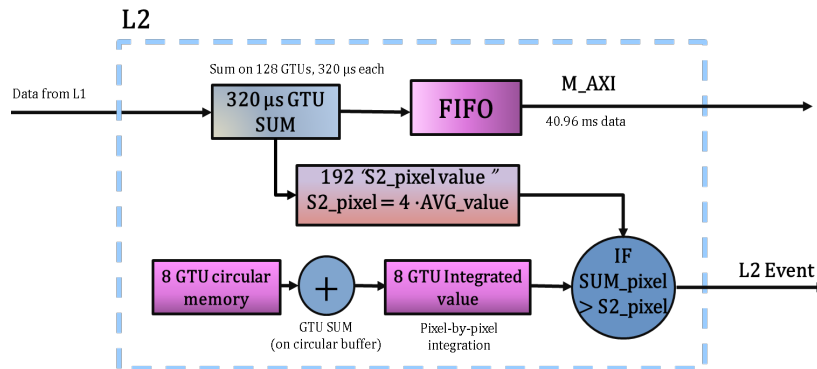 L2
Sum on 128 GTUs, 320 µs each
Data from L1
320 µs GTU
SUM
FIFO
M_AXI
40.96 ms data
192 "S2_pixel value "
S2_pixel = 4 ·AVG_value
8 GTU circular
memory
+
8 GTU Integrated
value
IF
SUM_pixel
> S2_pixel
L2 Event
GTU SUM
(on circular buffer)
Pixel-by-pixel
integration